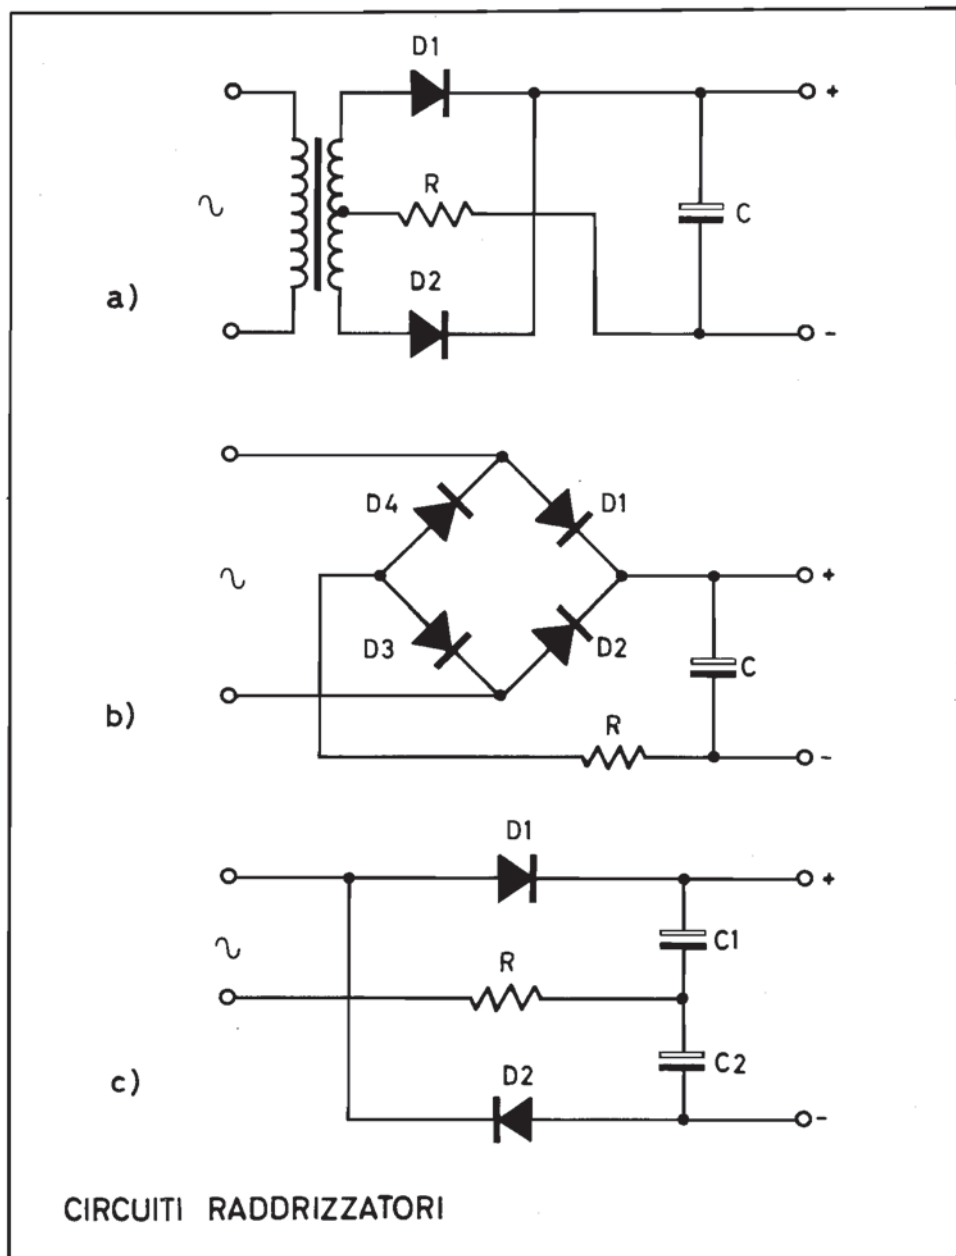 D1
+
R
C
D2
a)
-
D4
D1
+
D3
D2
C
b)
R
-
D1
+
C1
R
C2
D2
c)
-
CIRCUITI RADDRIZZATORI